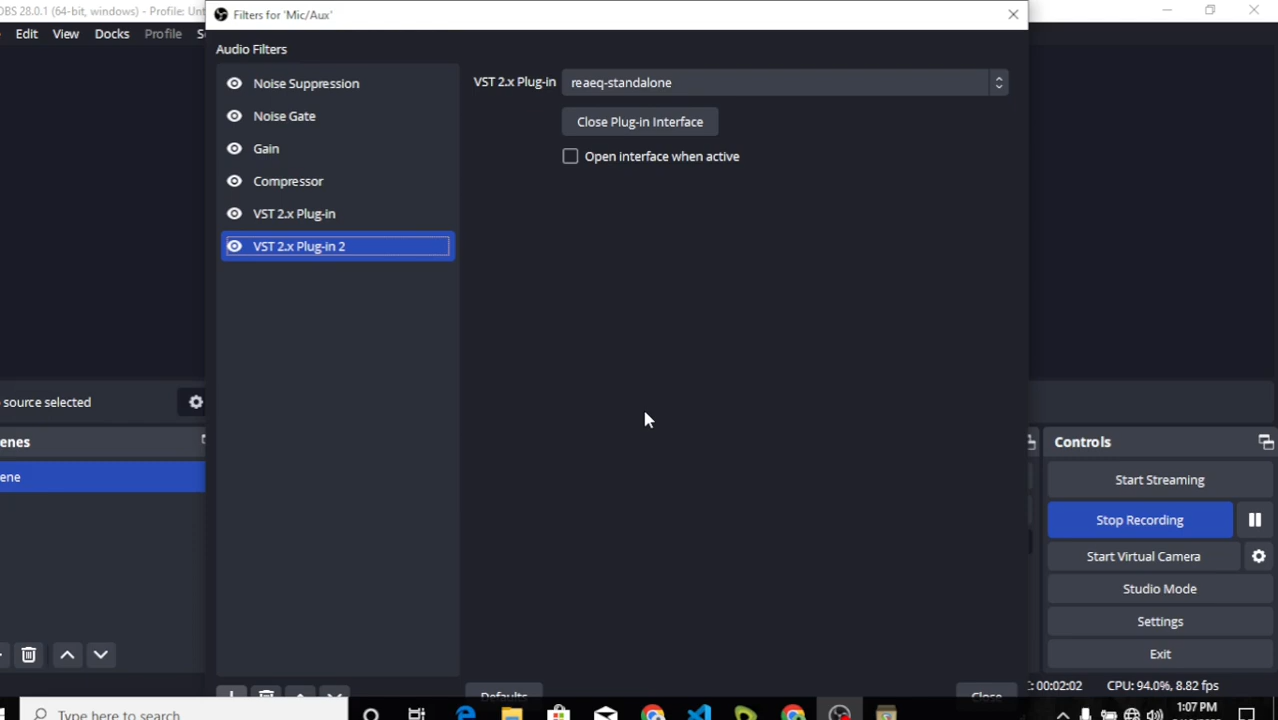 OBS 28.0.1 (64-bit, windows) - Profile: Unt
Filters for 'Mic/Aux'
Edit View Docks Profile S
Audio Filters
Noise Suppression
Noise Gate
Gain
Compressor
VST 2.x Plug-in
VST 2.x Plug-in 2
VST 2.x Plug-in reaeq-standalone
Close Plug-in Interface
Open interface when active
source selected
enes
ene
Controls
Start Streaming
Stop Recording
Start Virtual Camera
Studio Mode
Settings
Exit
Defaults
Close
C: 00:02:02 CPU: 94.0%, 8.82 fps
Type here to search
1:07 PM